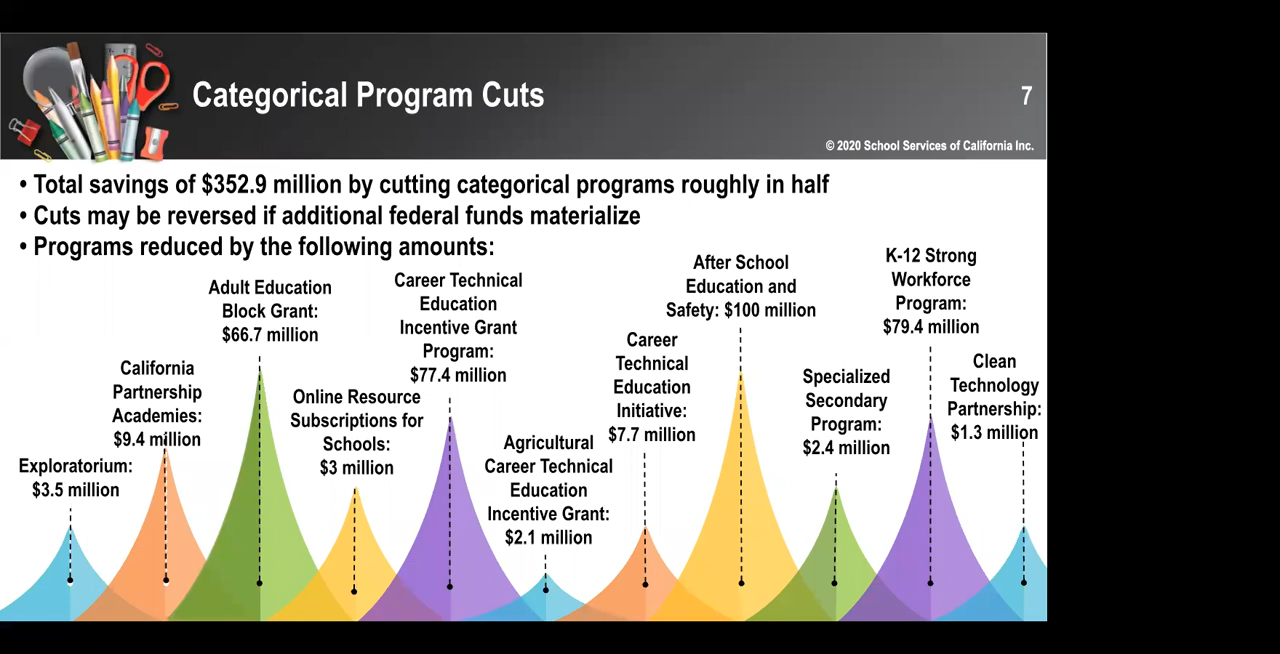 Categorical Program Cuts
7
© 2020 School Services of California Inc.
• Total savings of $352.9 million by cutting categorical programs roughly in half
• Cuts may be reversed if additional federal funds materialize
• Programs reduced by the following amounts:
Exploratorium:
$3.5 million
California
Partnership
Academies:
$9.4 million
Adult Education
Block Grant:
$66.7 million
Online Resource
Subscriptions for
Schools:
$3 million
Career Technical
Education
Incentive Grant
Program:
$77.4 million
Agricultural
Career Technical
Education
Incentive Grant:
$2.1 million
Career
Technical
Education
Initiative:
$7.7 million
After School
Education and
Safety: $100 million
Specialized
Secondary
Program:
$2.4 million
K-12 Strong
Workforce
Program:
$79.4 million
Clean
Technology
Partnership:
$1.3 million